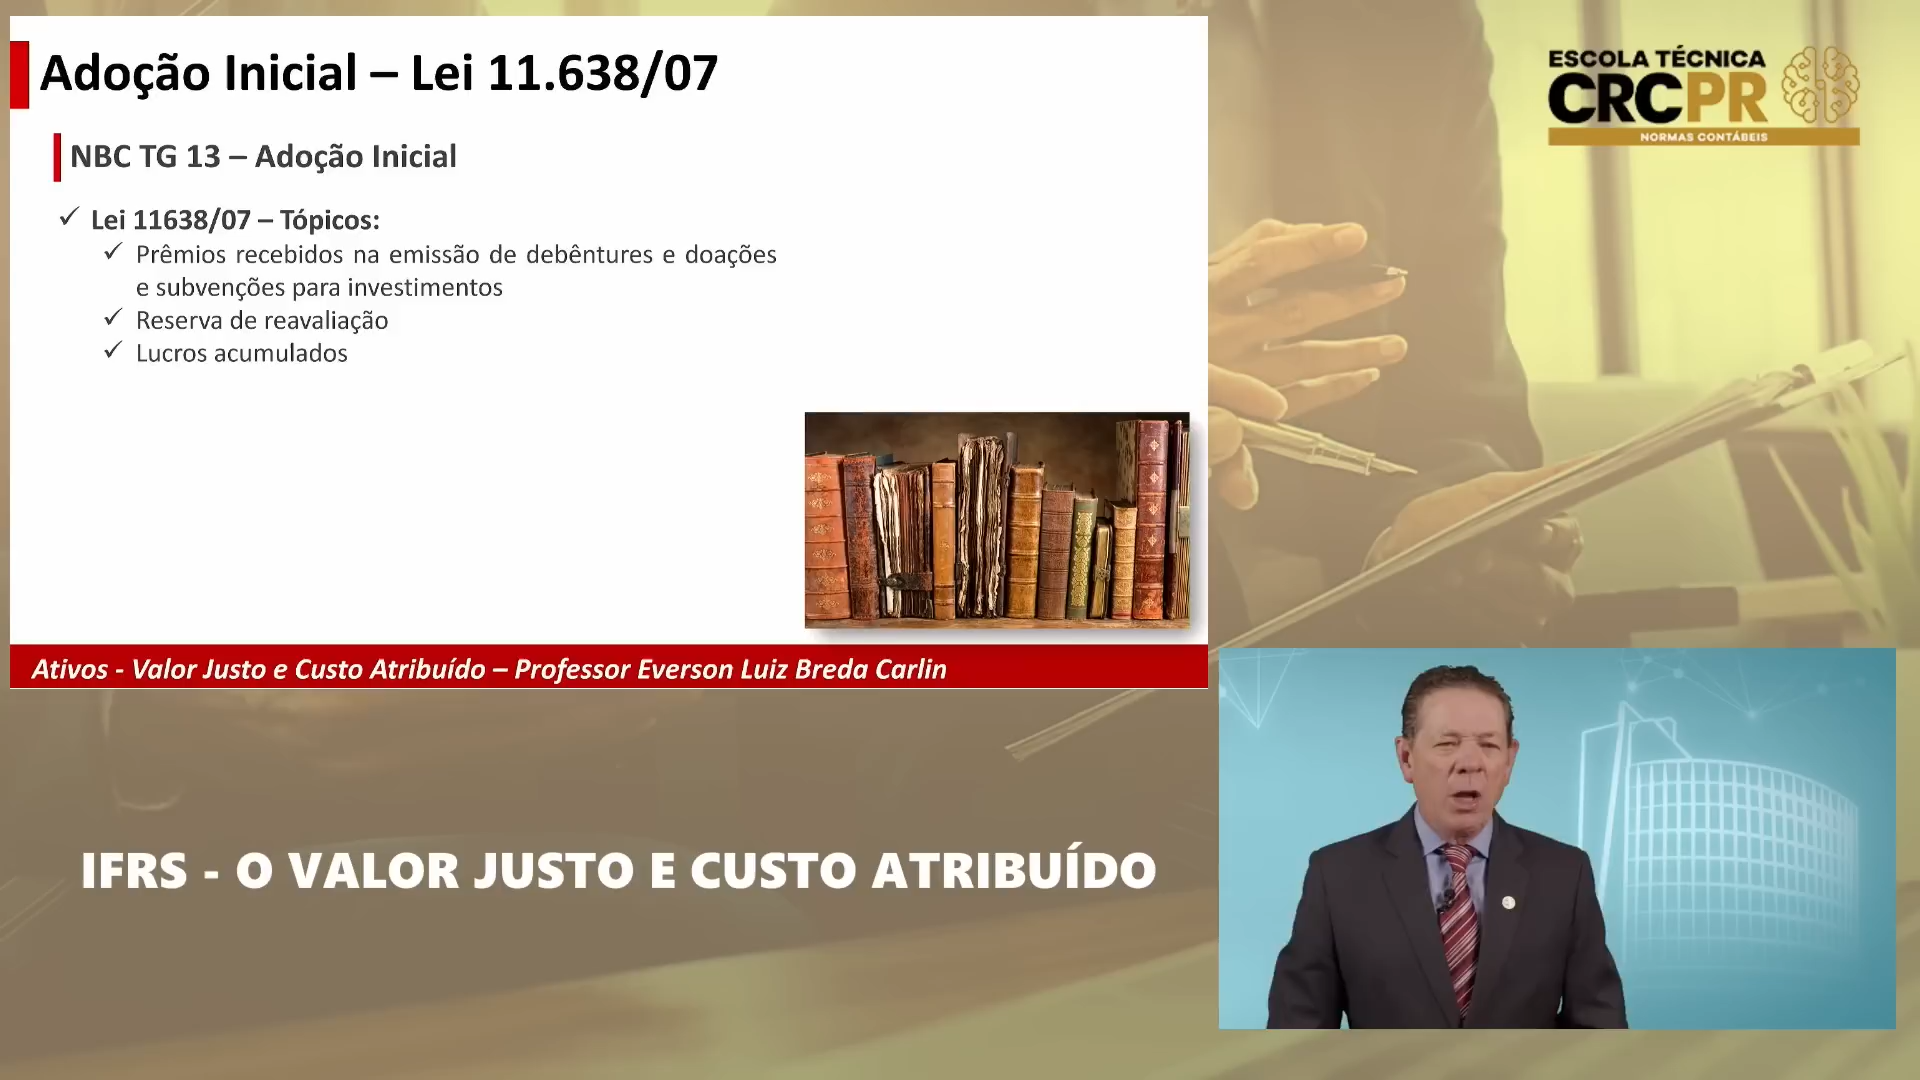 Adoção Inicial – Lei 11.638/07
NBC TG 13 – Adoção Inicial
Lei 11638/07 – Tópicos:
Prêmios recebidos na emissão de debêntures e doações
e subvenções para investimentos
Reserva de reavaliação
Lucros acumulados
Ativos - Valor Justo e Custo Atribuído – Professor Everson Luiz Breda Carlin
ESCOLA TÉCNICA
CRCPR
NORMAS CONTÁBEIS
IFRS - O VALOR JUSTO E CUSTO ATRIBUÍDO